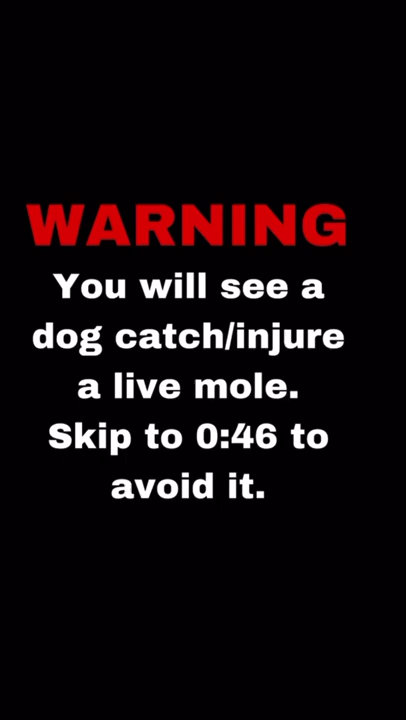 WARNING
You will see a
dog catch/injure
a live mole.
Skip to 0:46 to
avoid it.